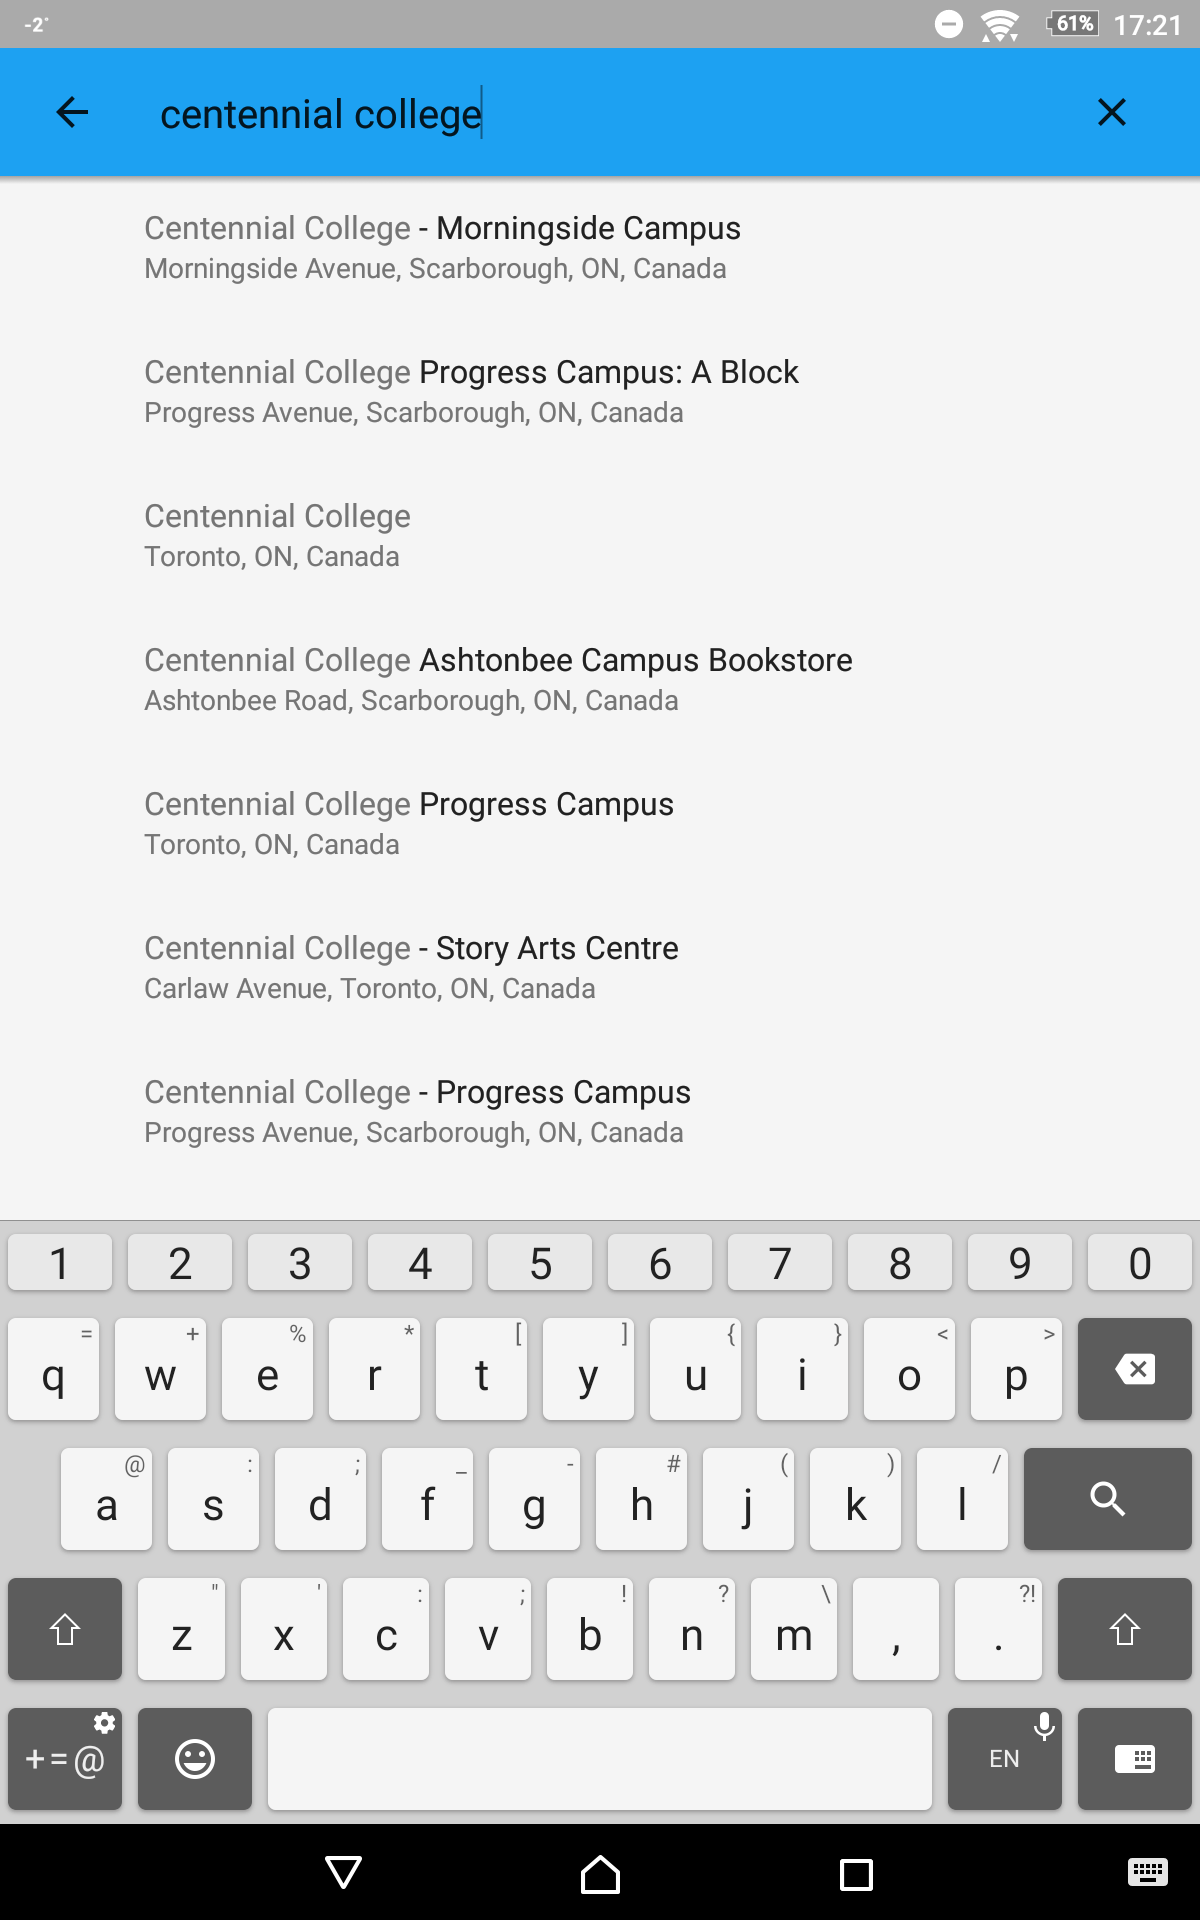 -2°
61% 17:21
centennial college
Centennial College - Morningside Campus
Morningside Avenue, Scarborough, ON, Canada
Centennial College Progress Campus: A Block
Progress Avenue, Scarborough, ON, Canada
Centennial College
Toronto, ON, Canada
Centennial College Ashtonbee Campus Bookstore
Ashtonbee Road, Scarborough, ON, Canada
Centennial College Progress Campus
Toronto, ON, Canada
Centennial College - Story Arts Centre
Carlaw Avenue, Toronto, ON, Canada
Centennial College - Progress Campus
Progress Avenue, Scarborough, ON, Canada
1 2 3 4 5 6 7 8 9 0
= + % * [ ] { } < >
q w e r t y u i o p
@ : ; _ - # ( ) /
a s d f g h j k l
" ' : ; ! ? \ ?!
z x c v b n m , .
+=@ EN